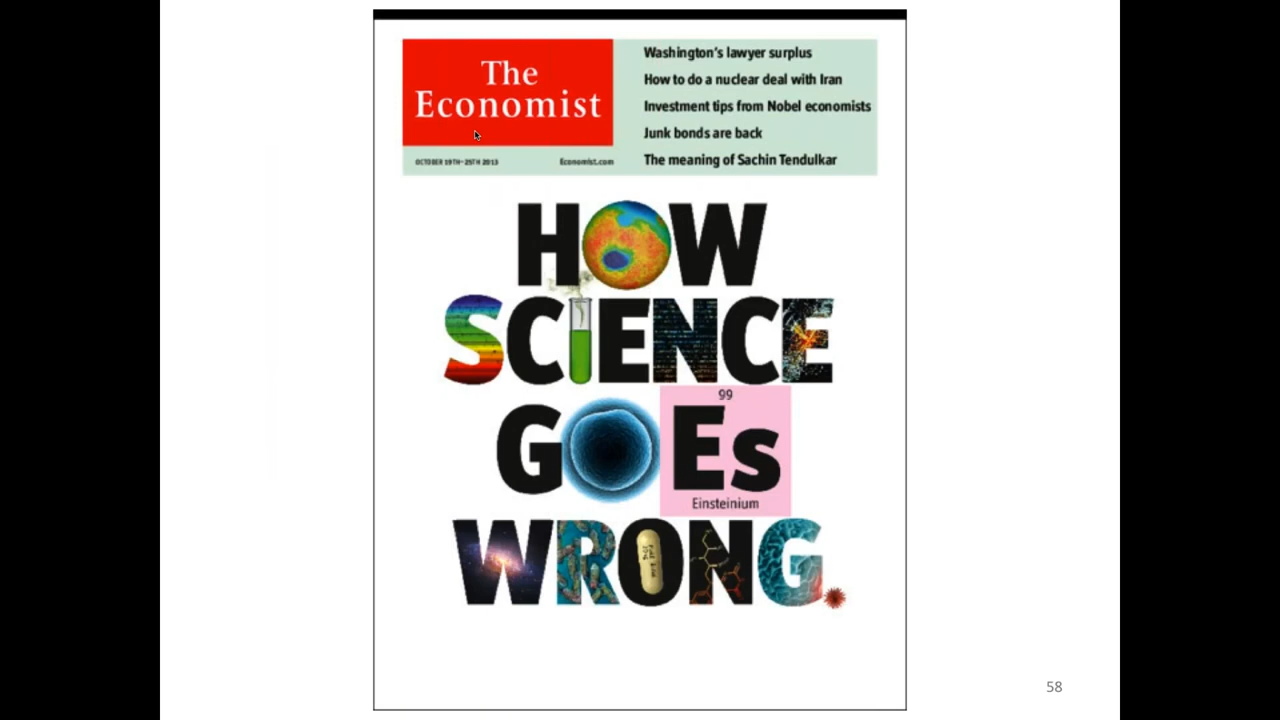 The
Economist
OCTOBER 19TH–25TH 2013
Economist.com
Washington's lawyer surplus
How to do a nuclear deal with Iran
Investment tips from Nobel economists
Junk bonds are back
The meaning of Sachin Tendulkar
HOW
SCIENCE
99
GOEs
Einsteinium
WRONG.
58